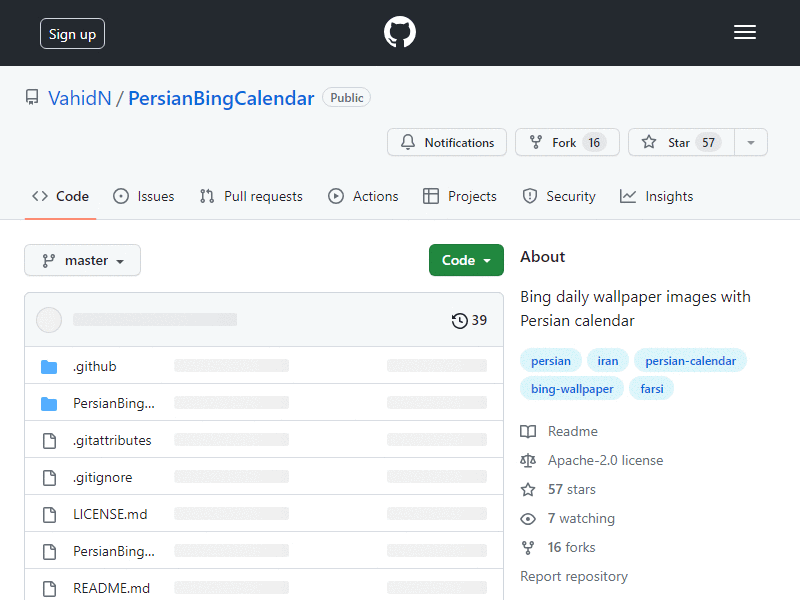 Sign up
VahidN / PersianBingCalendar Public
Notifications Fork 16 Star 57
Code Issues Pull requests Actions Projects Security Insights
master Code
39
.github
PersianBing...
.gitattributes
.gitignore
LICENSE.md
PersianBing...
README.md
About
Bing daily wallpaper images with
Persian calendar
persian iran persian-calendar
bing-wallpaper farsi
Readme
Apache-2.0 license
57 stars
7 watching
16 forks
Report repository